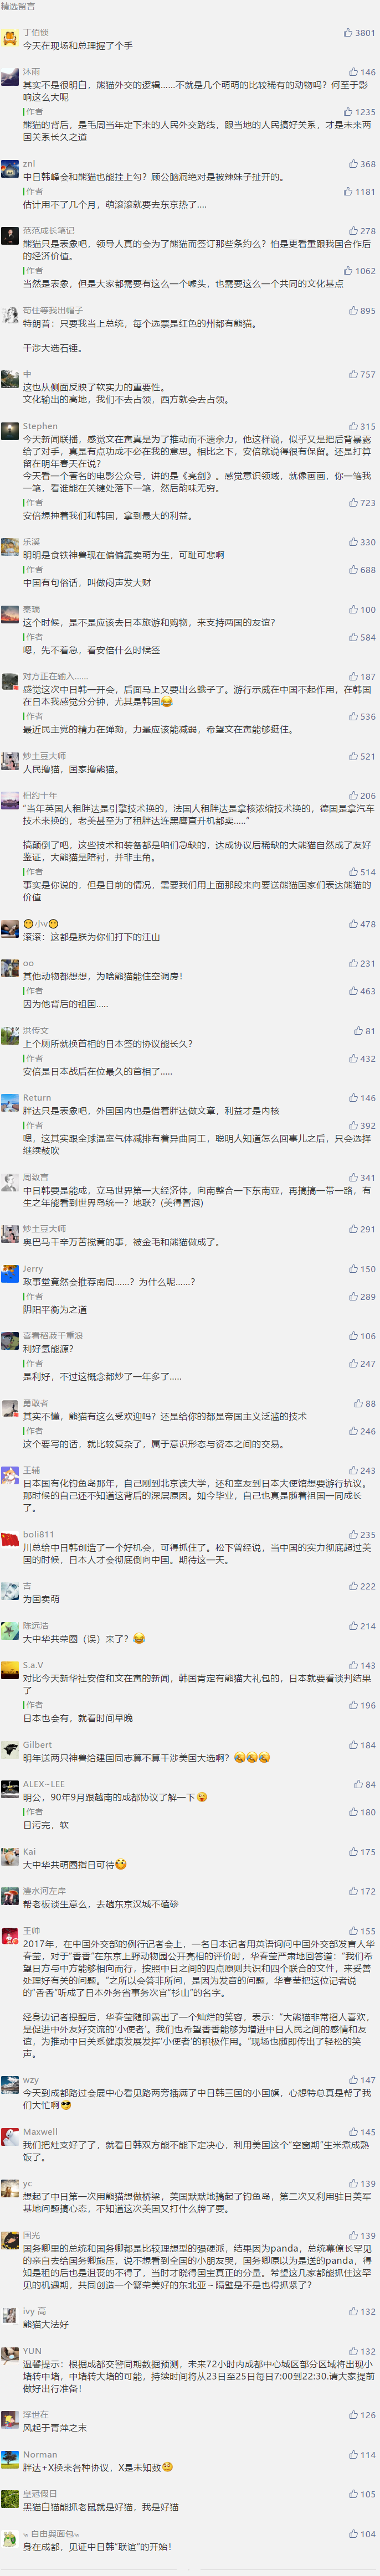 精选留言
丁佰锁 3801
今天在现场和总理握了个手
沐雨 146
其实不是很明白，熊猫外交的逻辑……不就是几个萌萌的比较稀有的动物吗？何至于影
响这么大呢
作者 1235
熊猫的背后，是毛周当年定下来的人民外交路线，跟当地的人民搞好关系，才是未来两
国关系长久之道
znl 368
中日韩峰会和熊猫也能挂上勾？顾公脑洞绝对是被辣妹子扯开的。
作者 1181
估计用不了几个月，萌滚滚就要去东京热了....
范范成长笔记 278
熊猫只是表象吧，领导人真的会为了熊猫而签订那些条约么？怕是更看重跟我国合作后
的经济价值。
作者 1062
当然是表象，但是大家都需要有这么一个噱头，也需要这么一个共同的文化基点
苟住等我出帽子 895
特朗普：只要我当上总统，每个选票是红色的州都有熊猫。
干涉大选石锤。
中 757
这也从侧面反映了软实力的重要性。
文化输出的高地，我们不去占领，西方就会去占领。
Stephen 315
今天新闻联播，感觉文在寅真是为了推动而不遗余力，他这样说，似乎又是把后背暴露
给了对手，真是有点功成不必在我的意思。相比之下，安倍就说得很有保留。还是打算
留在明年春天在说？
今天看一个著名的电影公众号，讲的是《亮剑》。感觉意识领域，就像画画，你一笔我
一笔，看谁能在关键处落下一笔，然后韵味无穷。
作者 723
安倍想抻着我们和韩国，拿到最大的利益。
乐溪 330
明明是食铁神兽现在偏偏靠卖萌为生，可耻可悲啊
作者 688
中国有句俗话，叫做闷声发大财
秦瑞 100
这个时候，是不是应该去日本旅游和购物，来支持两国的友谊？
作者 584
嗯，先不着急，看安倍什么时候签
对方正在输入…… 187
感觉这次中日韩一开会，后面马上又要出幺蛾子了。游行示威在中国不起作用，在韩国
在日本我感觉分分钟，尤其是韩国😂
作者 536
最近民主党的精力在弹劾，力量应该能减弱，希望文在寅能够挺住。
炒土豆大师 521
人民撸猫，国家撸熊猫。
相约十年 206
“当年英国人租胖达是引擎技术换的，法国人租胖达是拿核浓缩技术换的，德国是拿汽车
技术来换的，老美甚至为了租胖达连黑鹰直升机都卖.....”
搞颠倒了吧，这些技术和装备都是咱们急缺的，达成协议后稀缺的大熊猫自然成了友好
鉴证，大熊猫是陪衬，并非主角。
作者 514
事实是你说的，但是目前的情况，需要我们用上面那段来向要送熊猫国家们表达熊猫的
价值
😬小v😬 478
滚滚：这都是朕为你们打下的江山
oo 231
其他动物都想想，为啥熊猫能住空调房！
作者 463
因为他背后的祖国.....
洪传文 81
上个厕所就换首相的日本签的协议能长久？
作者 432
安倍是日本战后在位最久的首相了.....
Return 146
胖达只是表象吧，外国国内也是借着胖达做文章，利益才是内核
作者 392
嗯，这其实跟全球温室气体减排有着异曲同工，聪明人知道怎么回事儿之后，只会选择
继续鼓吹
周政言 341
中日韩要是能成，立马世界第一大经济体，向南整合一下东南亚，再搞搞一带一路，有
生之年能看到世界岛统一？地联？(美得冒泡)
炒土豆大师 291
奥巴马千辛万苦搅黄的事，被金毛和熊猫做成了。
Jerry 150
政事堂竟然会推荐南周……？为什么呢……？
作者 289
阴阳平衡为之道
喜看稻菽千重浪 106
利好氢能源？
作者 247
是利好，不过这概念都炒了一年多了.....
勇敢者 88
其实不懂，熊猫有这么受欢迎吗？还是给你的都是帝国主义泛滥的技术
作者 246
这个要写的话，就比较复杂了，属于意识形态与资本之间的交易。
王铺 243
日本国有化钓鱼岛那年，自己刚到北京读大学，还和室友到日本大使馆想要游行抗议。
那时候的自己还不知道这背后的深层原因。如今毕业，自己也真是随着祖国一同成长
了。
boli811 235
川总给中日韩创造了一个好机会，可得抓住了。松下曾经说，当中国的实力彻底超过美
国的时候，日本人才会彻底倒向中国。期待这一天。
吉 222
为国卖萌
陈远浩 214
大中华共荣圈（误）来了？😂
S.a.V 143
对比今天新华社安倍和文在寅的新闻，韩国肯定有熊猫大礼包的，日本就要看谈判结果
了
作者 196
日本也会有，就看时间早晚
Gilbert 184
明年送两只神兽给建国同志算不算干涉美国大选啊？🤣🤣🤣
ALEX~LEE 84
明公，90年9月跟越南的成都协议了解一下😮
作者 180
日污完，软
Kai 175
大中华共萌圈指日可待🤭
澧水河左岸 172
帮老板谈生意么，去趟东京汉城不磕碜
王帅 155
2017年，在中国外交部的例行记者会上，一名日本记者用英语询问中国外交部发言人华
春莹，对于“香香”在东京上野动物园公开亮相的评价时，华春莹严肃地回答道：“我们希
望日方与中方能够相向而行，按照中日之间的四点原则共识和四个联合的文件，来妥善
处理好有关的问题。”之所以会答非所问，是因为发音的问题，华春莹把这位记者说
的“香香”听成了日本外务省事务次官“杉山”的名字。
经身边记者提醒后，华春莹随即露出了一个灿烂的笑容，表示：“大熊猫非常招人喜欢，
是促进中外友好交流的‘小使者’。我们也希望香香能够为增进中日人民之间的感情和友
谊，为推动中日关系健康发展发挥‘小使者’的积极作用。”现场也随即传出了轻松的笑
声。
wzy 147
今天到成都路过会展中心看见路两旁插满了中日韩三国的小国旗，心想特总真是帮了我
们大忙啊😎
Maxwell 145
我们把灶支好了了，就看日韩双方能不能下定决心，利用美国这个“空窗期”生米煮成熟
饭了。
yc 139
想起了中日第一次用熊猫想做桥梁，美国默默地搞起了钓鱼岛，第二次又利用驻日美军
基地问题搞心态，不知道这次美国又打什么牌了要。
国光 139
国务卿里的总统和国务卿都是比较理想型的强硬派，结果因为panda，总统幕僚长罕见
的亲自去给国务卿施压，说不想看到全国的小朋友哭，国务卿原以为是送的panda，得
知是租的后也是沮丧的不得了，当时才晓得国宝真正的分量。希望这几家都能抓住这罕
见的机遇期，共同创造一个繁荣美好的东北亚～隔壁是不是也得抓紧了？
ivy 高 132
熊猫大法好
YUN 132
温馨提示：根据成都交警同期数据预测，未来72小时内成都中心城区部分区域将出现小
堵转中堵，中堵转大堵的可能，持续时间将从23日至25日每日7:00到22:30.请大家提前
做好出行准备！
浮世在 126
风起于青萍之末
Norman 114
胖达+X换来各种协议，X是未知数🤔
皇冠假日 105
黑猫白猫能抓老鼠就是好猫，我是好猫
自由與面包 104
身在成都，见证中日韩“联谊”的开始！